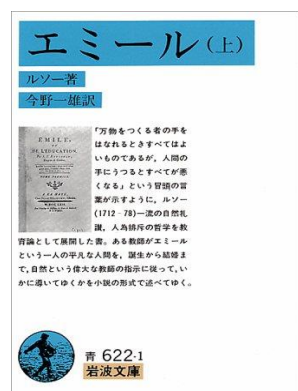 エミール(上)
ルソー著
今野一雄訳
「万物をつくる者の手を
はなれるときすべてはよ
いものであるが,人間の
手にうつるとすべてが悪
くなる」という冒頭の言
葉が示すように,ルソー
(1712-78)一流の自然礼
讃,人為排斥の哲学を教
育論として展開した書.ある教師がエミール
という一人の平凡な人間を,誕生から結婚ま
で,自然という偉大な教師の指示に従って,い
かに導いてゆくかを小説の形式で述べてゆく.
EMILE,
DE L'EDUCATION.
青 622-1
岩波文庫